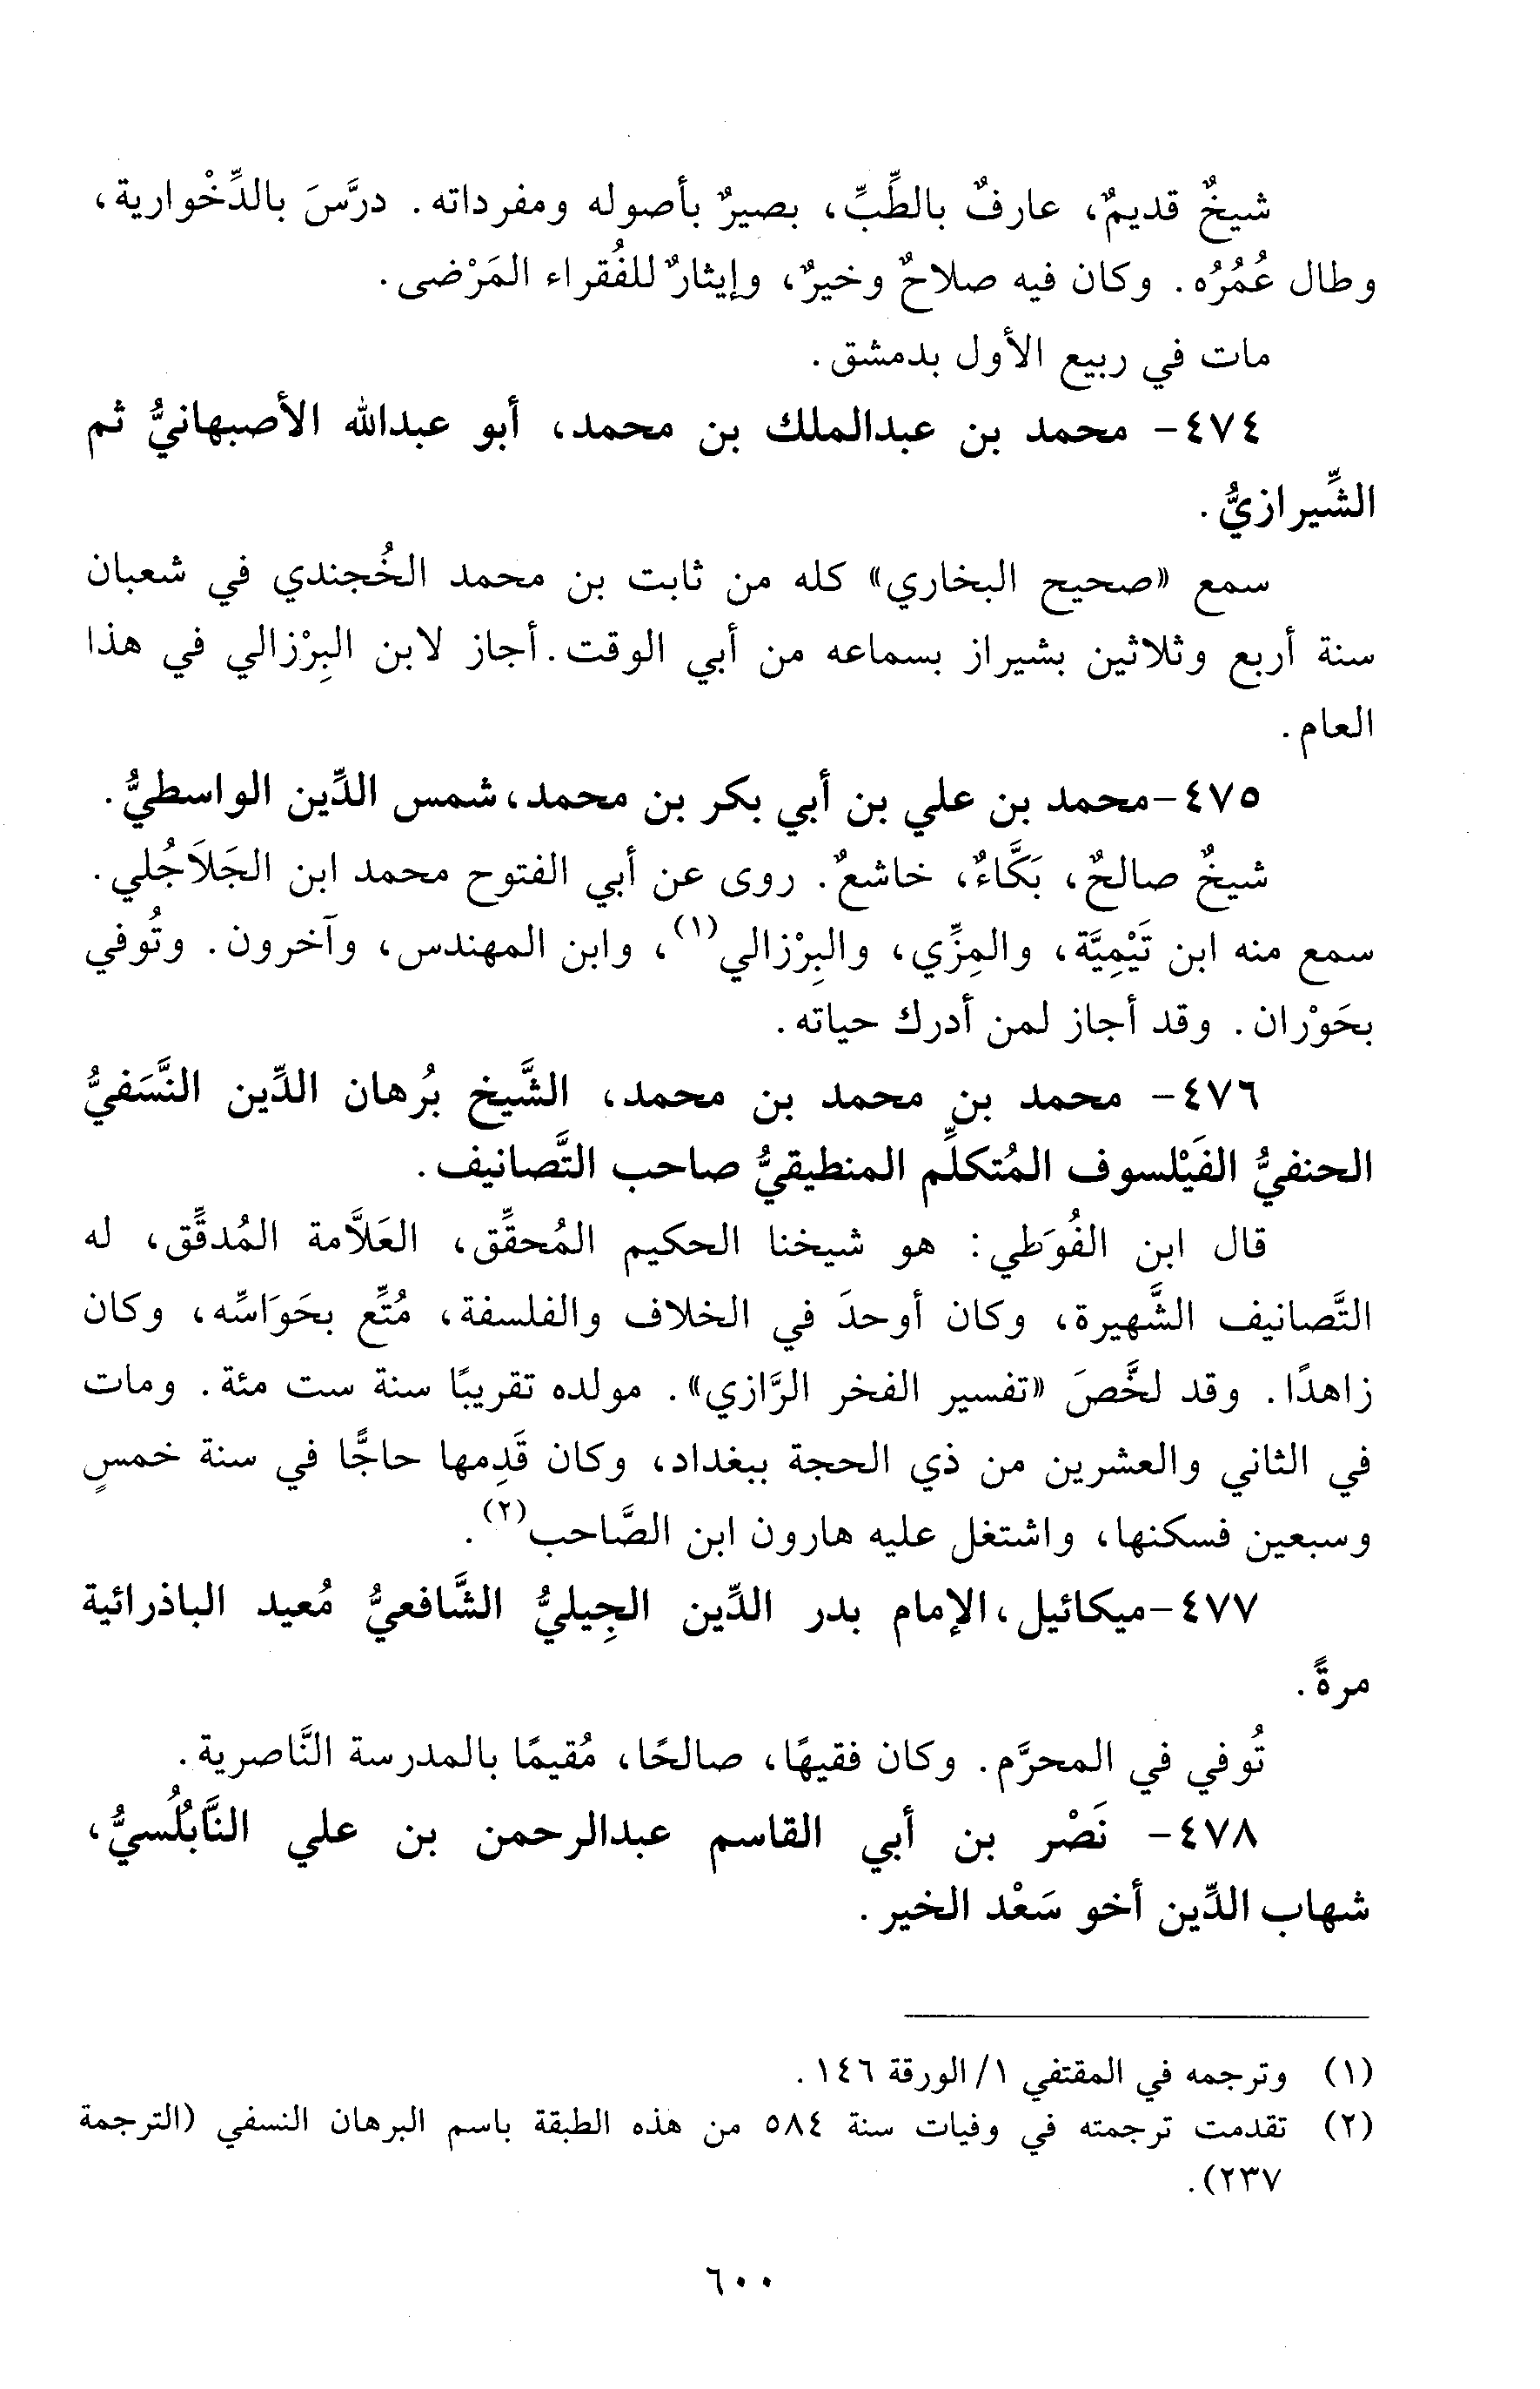 شيخٌ قديمٌ، عارفٌ بالطِّبِّ، بصيرٌ بأصوله ومفرداته. درَّسَ بالدِّخْوارية،
وطال عُمُرُه. وكان فيه صلاحٌ وخيرٌ، وإيثارٌ للفُقراء المَرْضى.
مات في ربيع الأول بدمشق.
٤٧٤- محمد بن عبدالملك بن محمد، أبو عبدالله الأصبهانيُّ ثم
الشِّيرازيُّ.
سمع «صحيح البخاري» كله من ثابت بن محمد الخُجندي في شعبان
سنة أربع وثلاثين بشيراز بسماعه من أبي الوقت. أجاز لابن البِرْزالي في هذا
العام.
٤٧٥-محمد بن علي بن أبي بكر بن محمد، شمس الدِّين الواسطيُّ.
شيخٌ صالحٌ، بَكَّاءٌ، خاشعٌ. روى عن أبي الفتوح محمد ابن الجَلاَجُلي.
سمع منه ابن تَيْمِيَّة، والمِزِّي، والبِرْزالي(١)، وابن المهندس، وآخرون. وتُوفي
بحَوْران. وقد أجاز لمن أدرك حياته.
٤٧٦- محمد بن محمد بن محمد، الشَّيخ بُرهان الدِّين النَّسَفيُّ
الحنفيُّ الفَيْلسوف المُتكلِّم المنطيقيُّ صاحب التَّصانيف.
قال ابن الفُوَطي: هو شيخنا الحكيم المُحقِّق، العَلاَّمة المُدقِّق، له
التَّصانيف الشَّهيرة، وكان أوحدَ في الخلاف والفلسفة، مُتِّع بحَوَاسِّه، وكان
زاهدًا. وقد لخَّصَ «تفسير الفخر الرَّازي». مولده تقريبًا سنة ست مئة. ومات
في الثاني والعشرين من ذي الحجة ببغداد، وكان قَدِمها حاجًّا في سنة خمسٍ
وسبعين فسكنها، واشتغل عليه هارون ابن الصَّاحب(٢).
٤٧٧-ميكائيل، الإمام بدر الدِّين الجِيليُّ الشَّافعيُّ مُعيد الباذرائية
مرةً.
تُوفي في المحرَّم. وكان فقيهًا، صالحًا، مُقيمًا بالمدرسة النَّاصرية.
٤٧٨- نَصْر بن أبي القاسم عبدالرحمن بن علي النَّابُلُسيُّ،
شهاب الدِّين أخو سَعْد الخير.
(١) وترجمه في المقتفي ١/ الورقة ١٤٦.
(٢) تقدمت ترجمته في وفيات سنة ٥٨٤ من هذه الطبقة باسم البرهان النسفي (الترجمة
٢٣٧).
٦٠٠